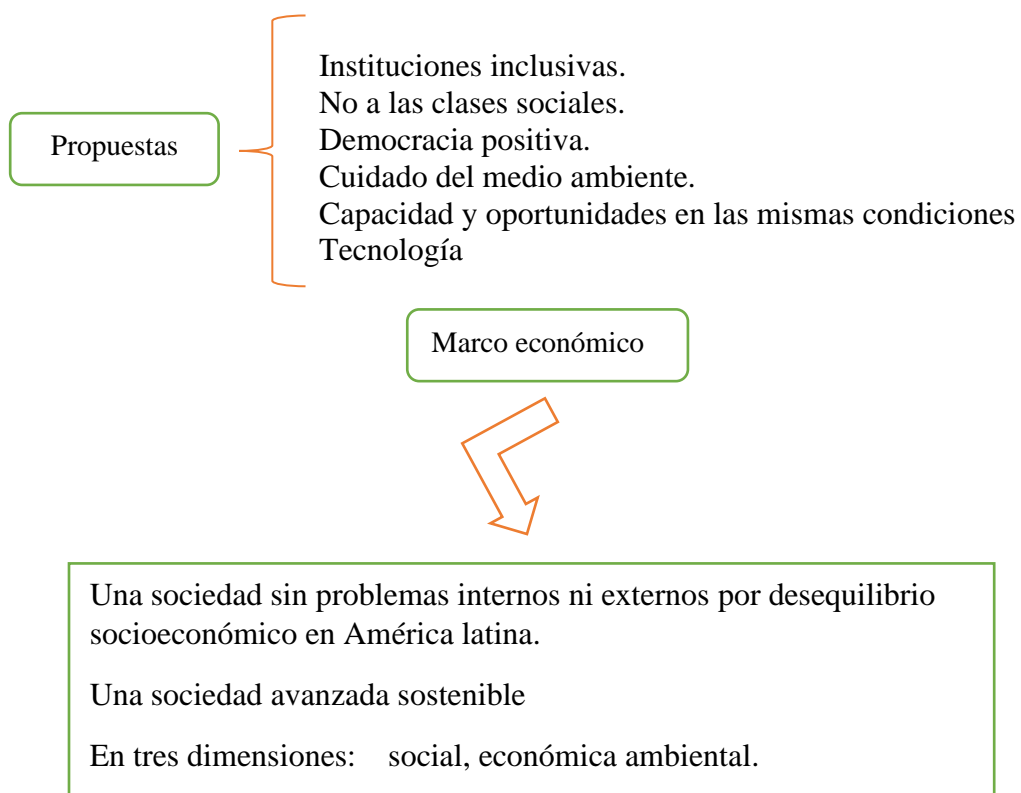 Propuestas
Instituciones inclusivas.
No a las clases sociales.
Democracia positiva.
Cuidado del medio ambiente.
Capacidad y oportunidades en las mismas condiciones
Tecnología
Marco económico
Una sociedad sin problemas internos ni externos por desequilibrio
socioeconómico en América latina.
Una sociedad avanzada sostenible
En tres dimensiones: social, económica ambiental.